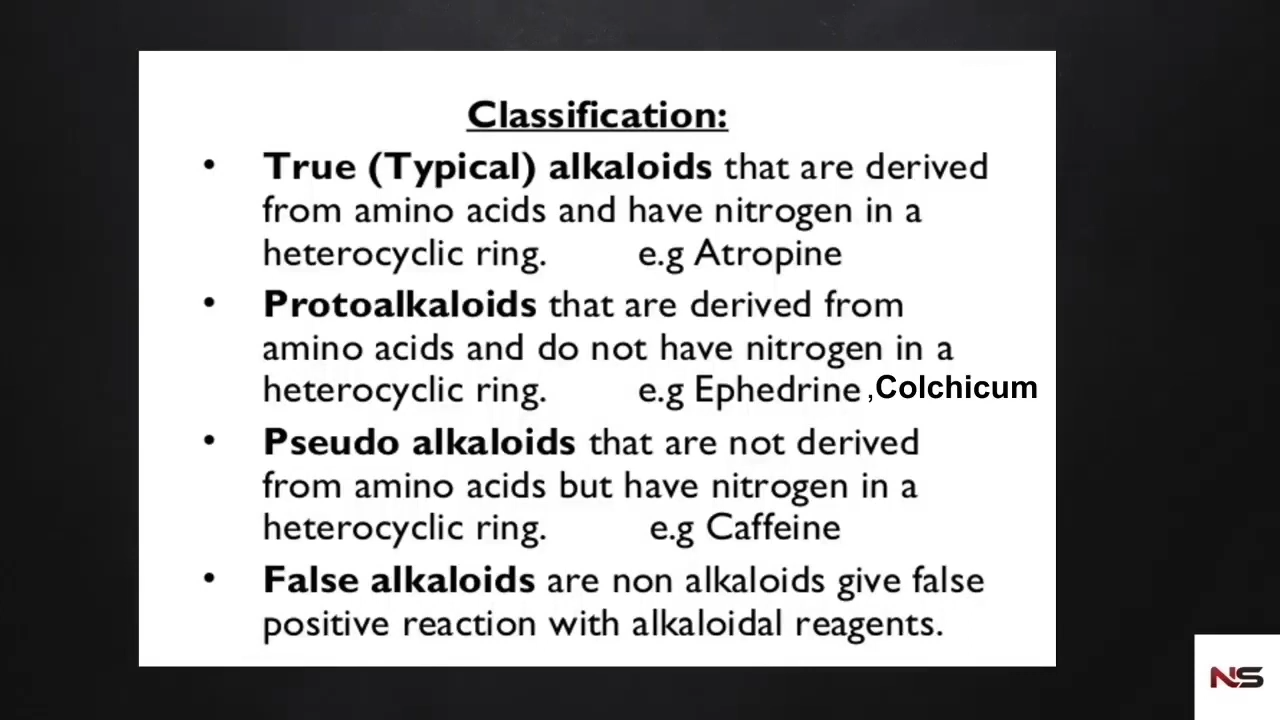 Classification:
• True (Typical) alkaloids that are derived
from amino acids and have nitrogen in a
heterocyclic ring. e.g Atropine
• Protoalkaloids that are derived from
amino acids and do not have nitrogen in a
heterocyclic ring. e.g Ephedrine ,Colchicum
• Pseudo alkaloids that are not derived
from amino acids but have nitrogen in a
heterocyclic ring. e.g Caffeine
• False alkaloids are non alkaloids give false
positive reaction with alkaloidal reagents.
NS